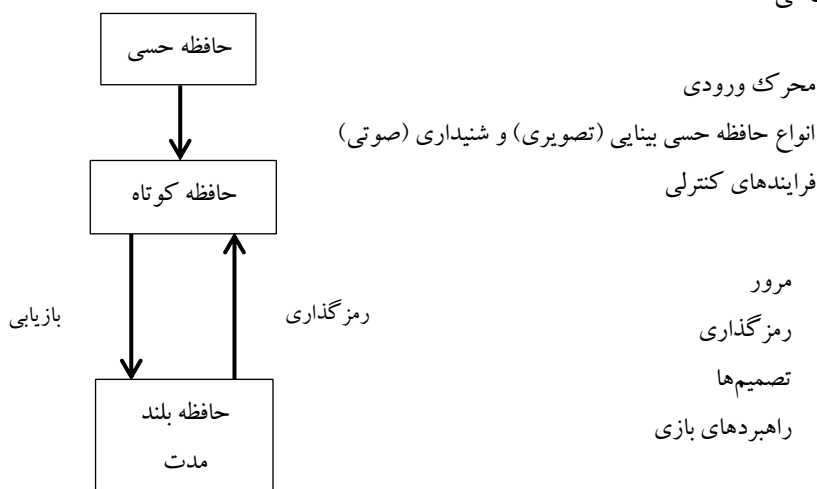 حافظه حسی
محرک ورودی
انواع حافظه حسی بینایی (تصویری) و شنیداری (صوتی)
فرایندهای کنترلی
حافظه کوتاه
مرور
رمزگذاری
تصمیم‌ها
راهبردهای بازی
رمزگذاری
بازیابی
حافظه بلند
مدت